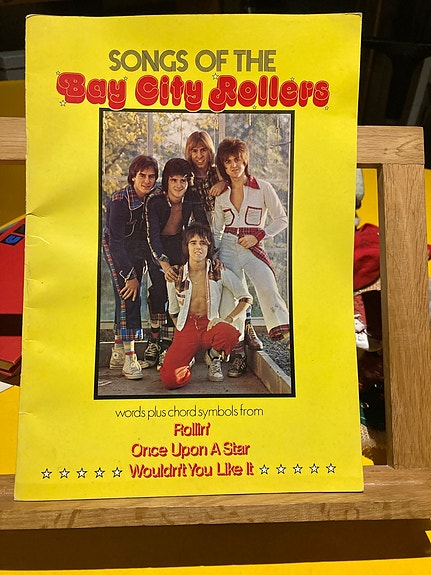 SONGS OF THE
Bay City Rollers
words plus chord symbols from
Rollin'
Once Upon A Star
Wouldn't You Like It